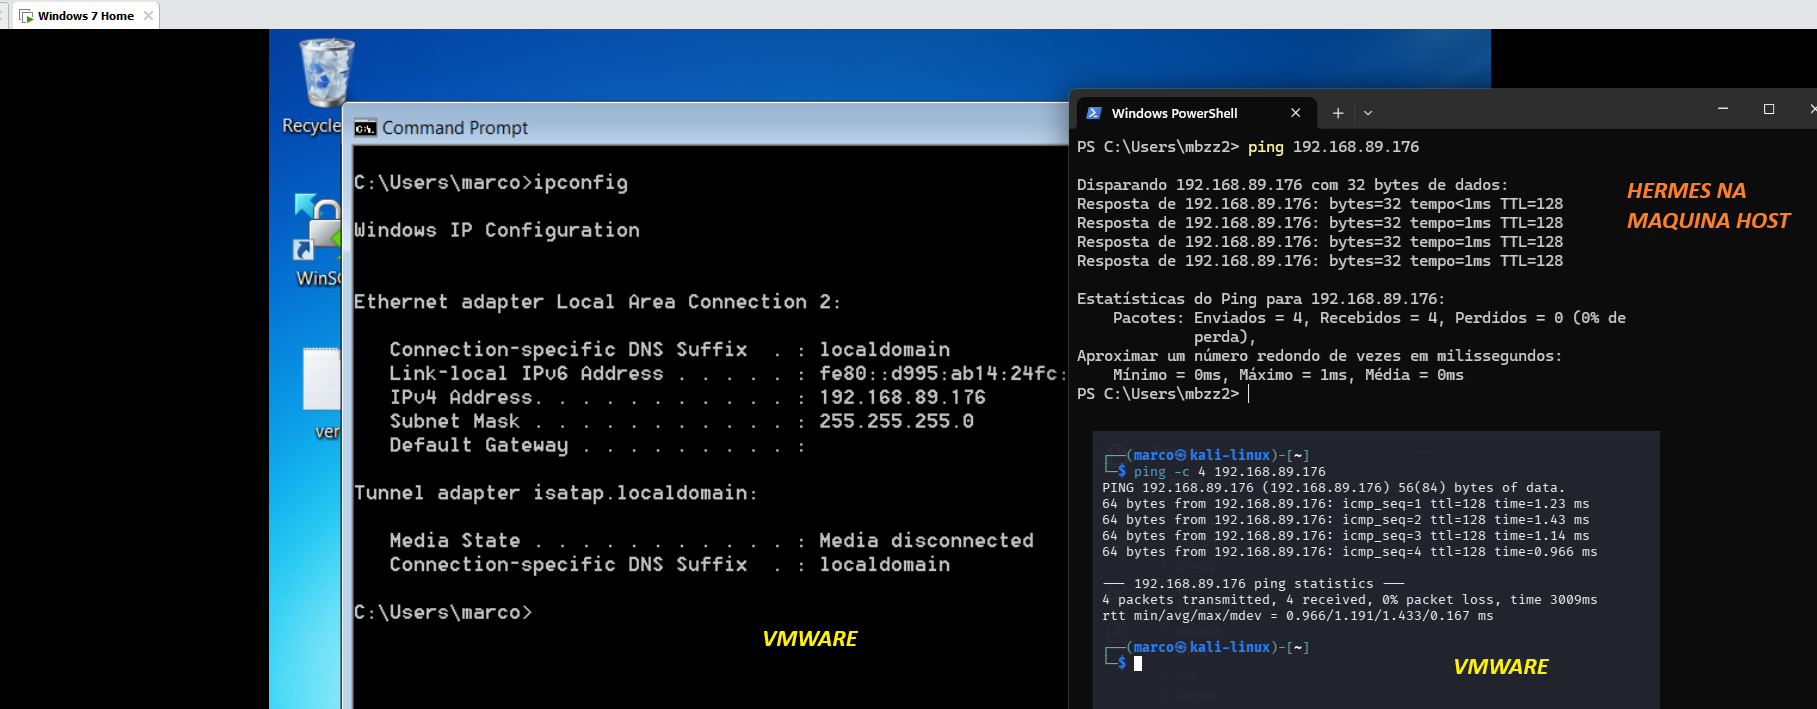 Windows 7 Home
Recycle
Command Prompt
C:\Users\marco>ipconfig
Windows IP Configuration
Ethernet adapter Local Area Connection 2:
Connection-specific DNS Suffix  . : localdomain
Link-local IPv6 Address . . . . . : fe80::d995:ab14:24fc:
IPv4 Address. . . . . . . . . . . : 192.168.89.176
Subnet Mask . . . . . . . . . . . : 255.255.255.0
Default Gateway . . . . . . . . . :
Tunnel adapter isatap.localdomain:
Media State . . . . . . . . . . . : Media disconnected
Connection-specific DNS Suffix  . : localdomain
C:\Users\marco>
WinSC
ver
VMWARE
Windows PowerShell
PS C:\Users\mbzz2> ping 192.168.89.176
Disparando 192.168.89.176 com 32 bytes de dados:
Resposta de 192.168.89.176: bytes=32 tempo<1ms TTL=128
Resposta de 192.168.89.176: bytes=32 tempo=1ms TTL=128
Resposta de 192.168.89.176: bytes=32 tempo=1ms TTL=128
Resposta de 192.168.89.176: bytes=32 tempo=1ms TTL=128
HERMES NA
MAQUINA HOST
Estatísticas do Ping para 192.168.89.176:
Pacotes: Enviados = 4, Recebidos = 4, Perdidos = 0 (0% de
perda),
Aproximar um número redondo de vezes em milissegundos:
Mínimo = 0ms, Máximo = 1ms, Média = 0ms
PS C:\Users\mbzz2>
┌──(marco㉿kali-linux)-[~]
└─$ ping -c 4 192.168.89.176
PING 192.168.89.176 (192.168.89.176) 56(84) bytes of data.
64 bytes from 192.168.89.176: icmp_seq=1 ttl=128 time=1.23 ms
64 bytes from 192.168.89.176: icmp_seq=2 ttl=128 time=1.43 ms
64 bytes from 192.168.89.176: icmp_seq=3 ttl=128 time=1.14 ms
64 bytes from 192.168.89.176: icmp_seq=4 ttl=128 time=0.966 ms
.gnupg
--- 192.168.89.176 ping statistics ---
4 packets transmitted, 4 received, 0% packet loss, time 3009ms
rtt min/avg/max/mdev = 0.966/1.191/1.433/0.167 ms
.mozilla
┌──(marco㉿kali-linux)-[~]
└─$
.ssh
.vscode
VMWARE